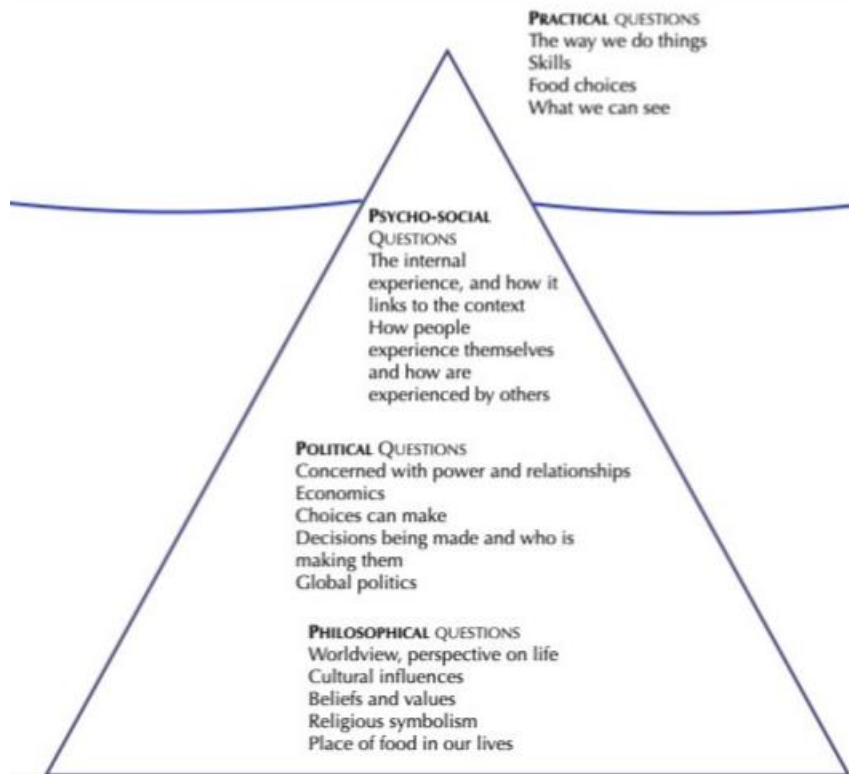 PRACTICAL QUESTIONS
The way we do things
Skills
Food choices
What we can see
PSYCHO-SOCIAL
QUESTIONS
The internal
experience, and how it
links to the context
How people
experience themselves
and how are
experienced by others
POLITICAL QUESTIONS
Concerned with power and relationships
Economics
Choices can make
Decisions being made and who is
making them
Global politics
PHILOSOPHICAL QUESTIONS
Worldview, perspective on life
Cultural influences
Beliefs and values
Religious symbolism
Place of food in our lives